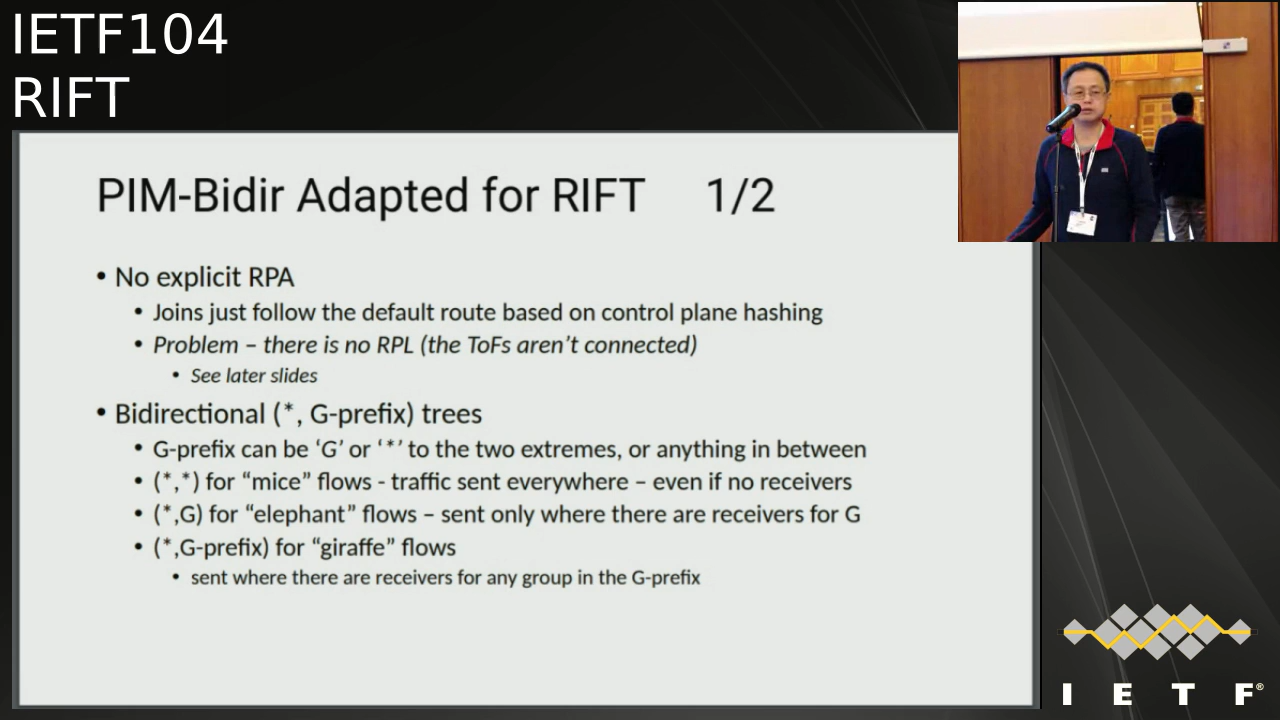 IETF104
RIFT
PIM-Bidir Adapted for RIFT 1/2
• No explicit RPA
• Joins just follow the default route based on control plane hashing
• Problem – there is no RPL (the ToFs aren’t connected)
• See later slides
• Bidirectional (*, G-prefix) trees
• G-prefix can be ‘G’ or ‘*’ to the two extremes, or anything in between
• (*,*) for “mice” flows - traffic sent everywhere – even if no receivers
• (*,G) for “elephant” flows – sent only where there are receivers for G
• (*,G-prefix) for “giraffe” flows
• sent where there are receivers for any group in the G-prefix
I E T F®